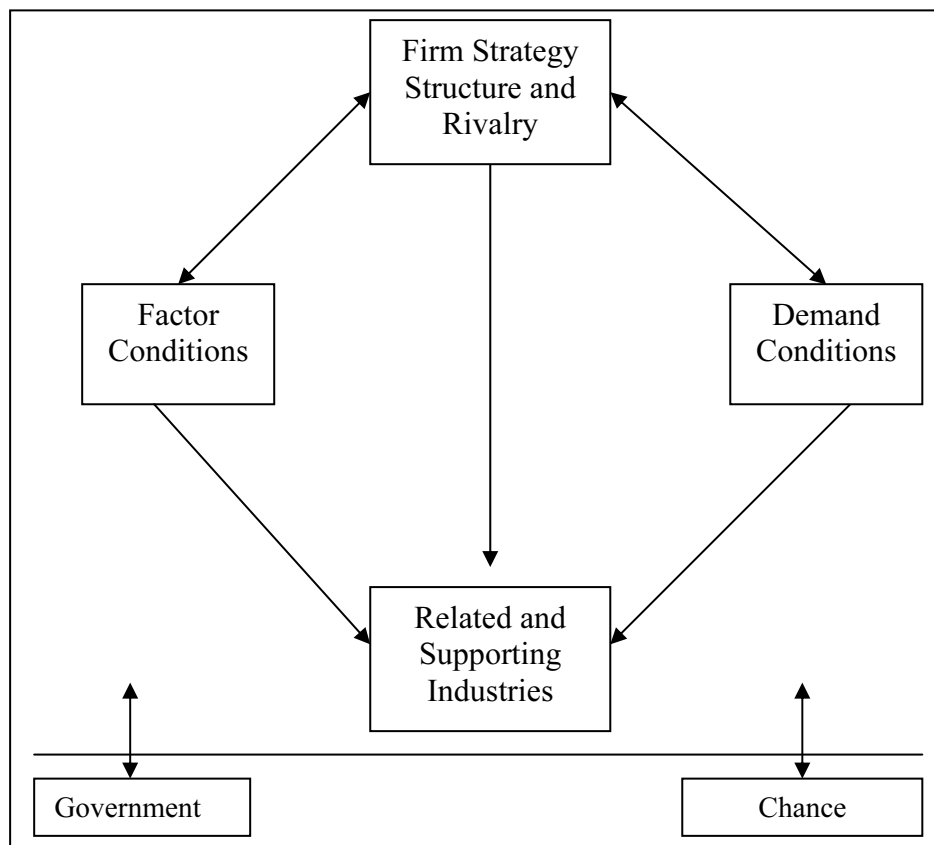 Firm Strategy
Structure and
Rivalry
Factor
Conditions
Demand
Conditions
Related and
Supporting
Industries
Government
Chance